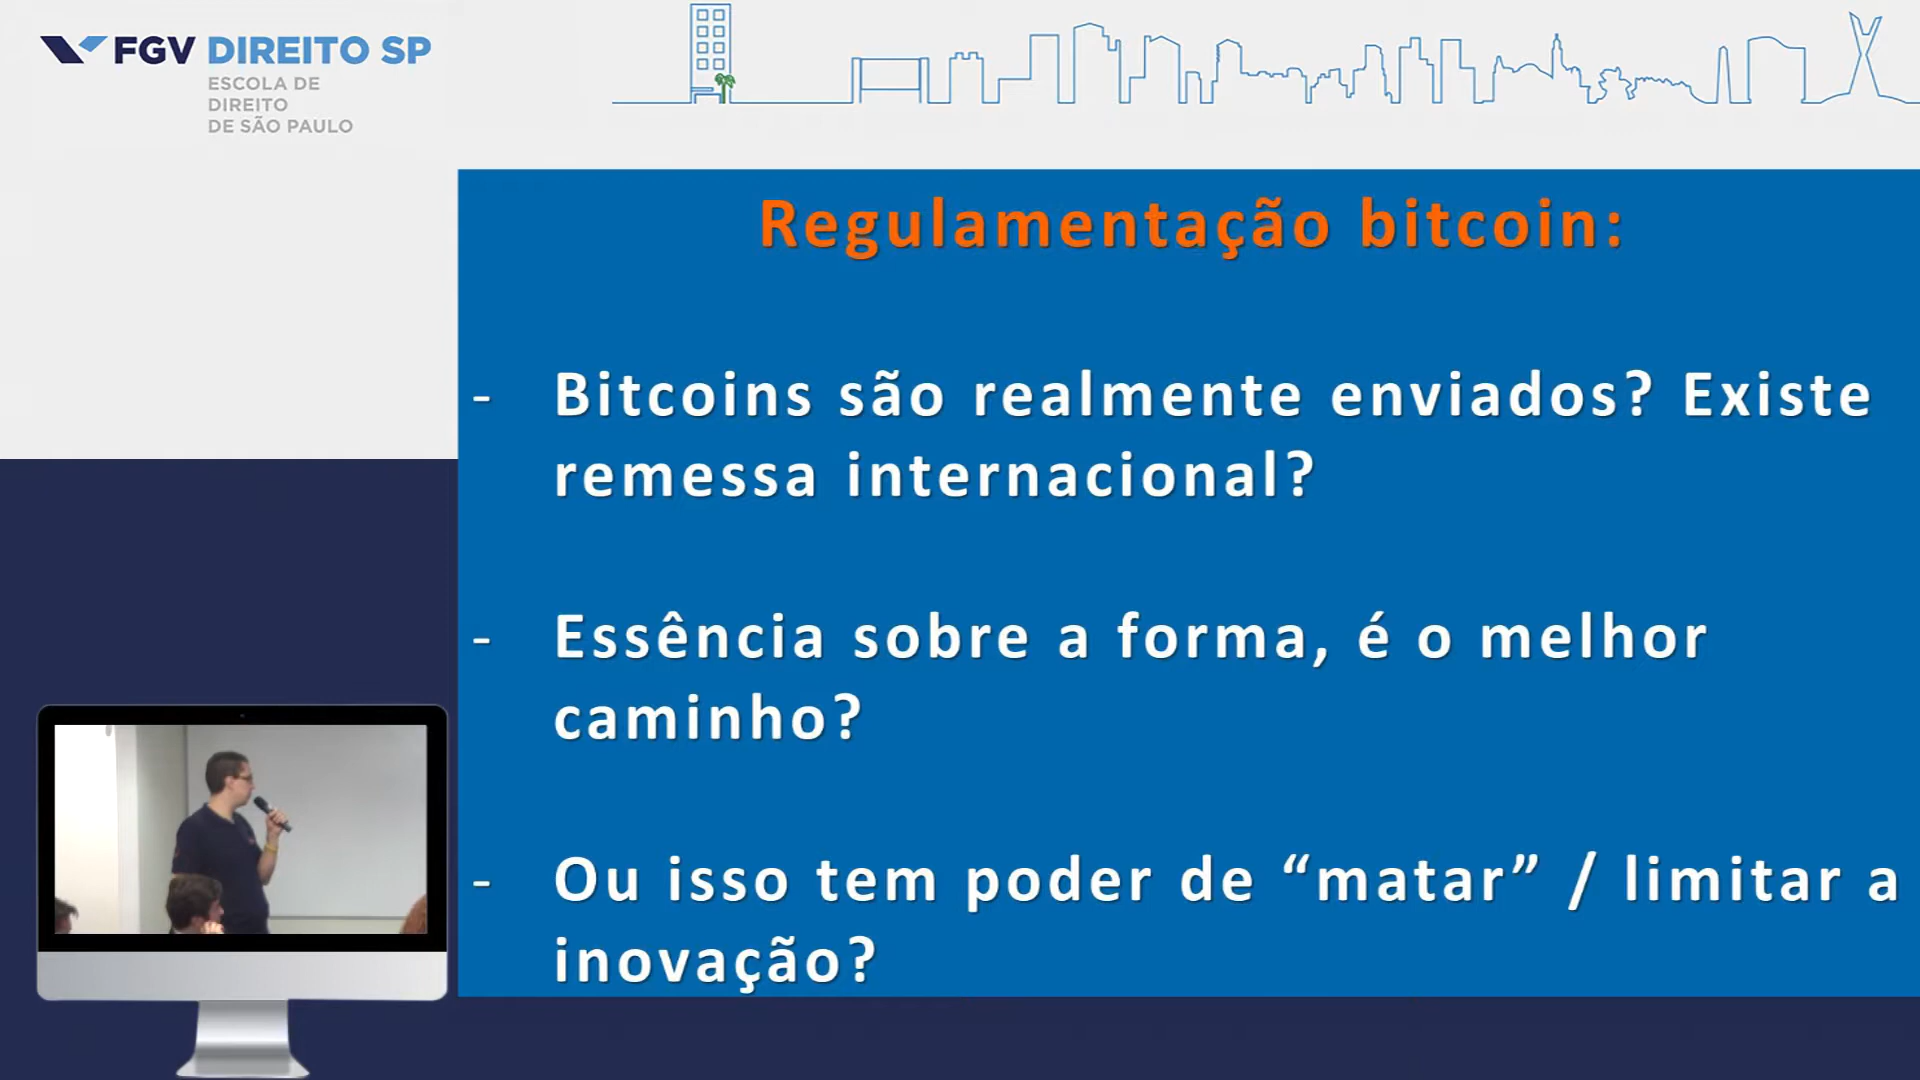 FGV DIREITO SP
ESCOLA DE
DIREITO
DE SÃO PAULO
Regulamentação bitcoin:
- Bitcoins são realmente enviados? Existe
remessa internacional?
- Essência sobre a forma, é o melhor
caminho?
- Ou isso tem poder de “matar” / limitar a
inovação?